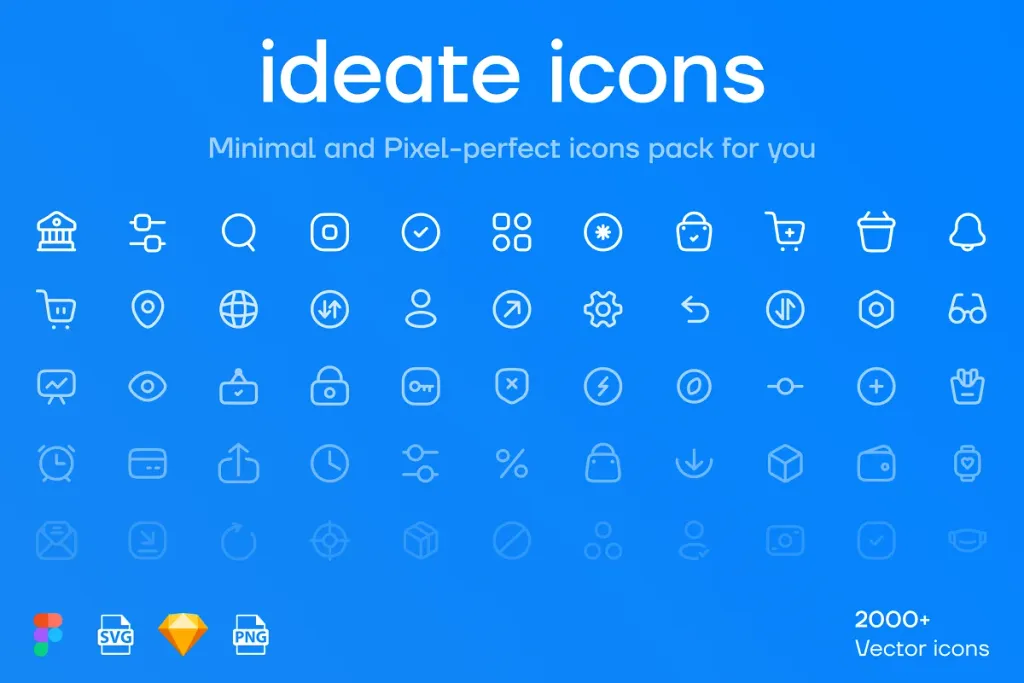 ideate icons
Minimal and Pixel-perfect icons pack for you
SVG
PNG
2000+
Vector icons